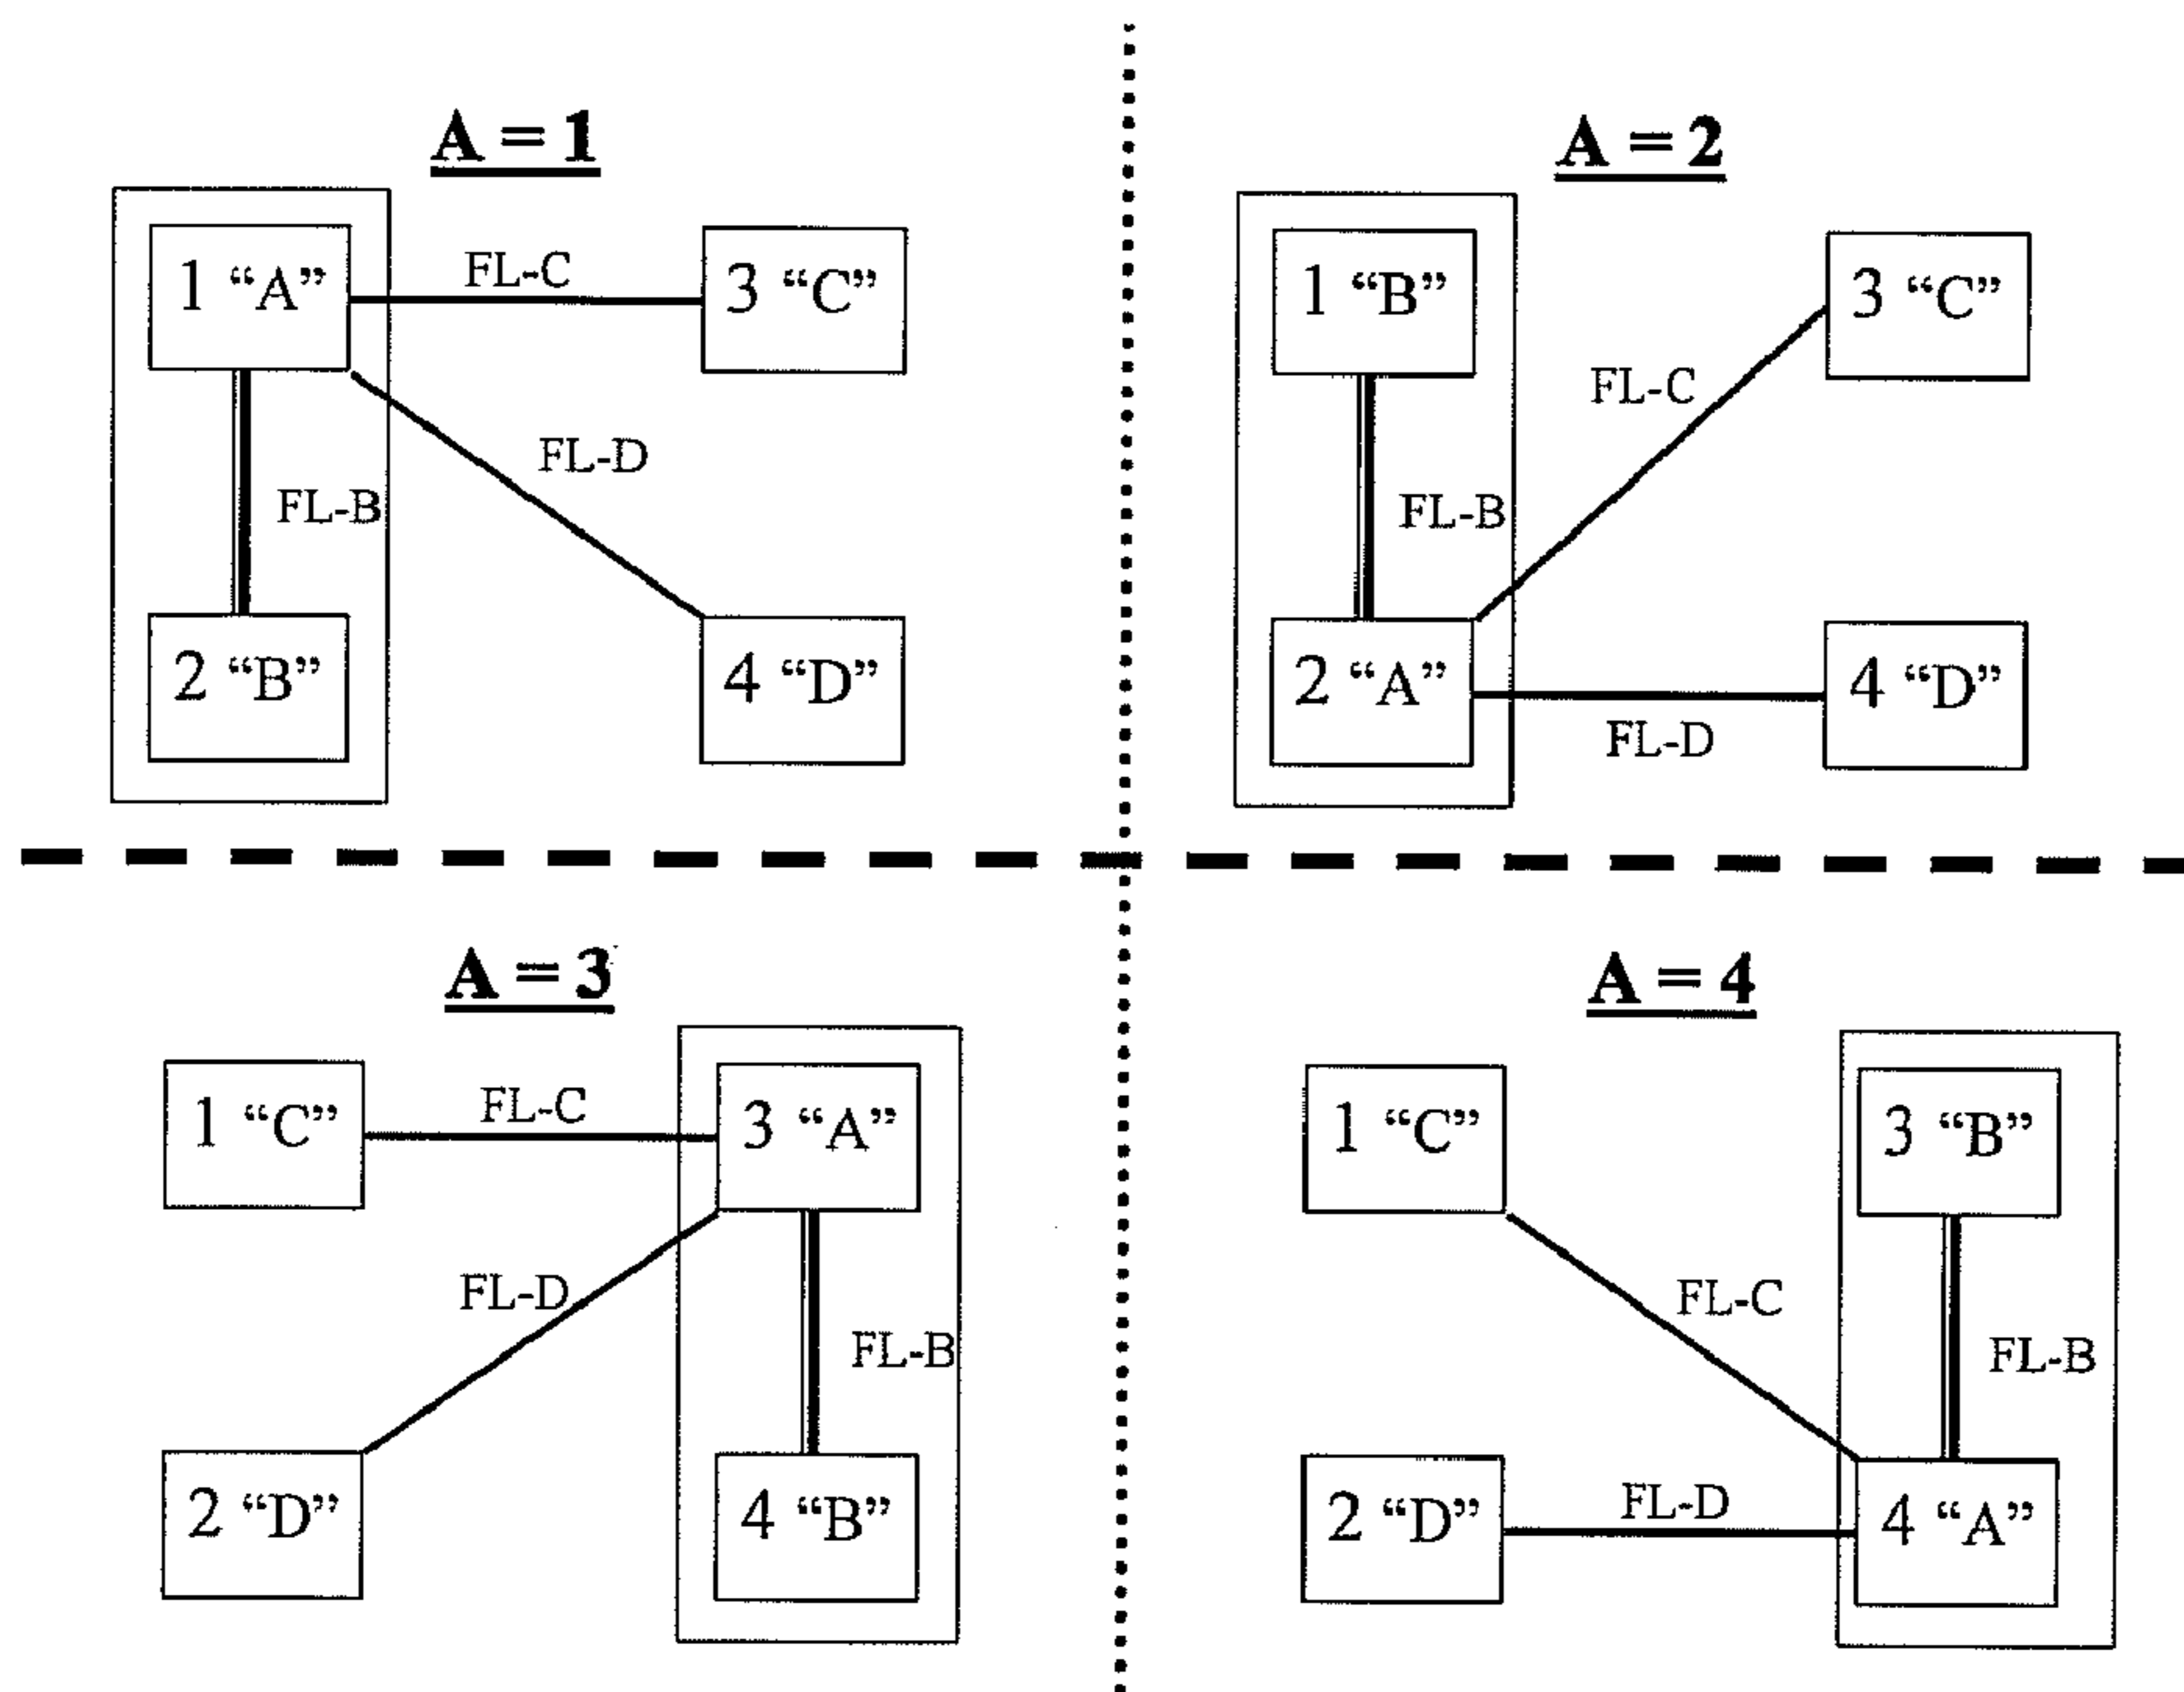 A = 1
1 “A”
FL-C
3 “C”
FL-D
FL-B
2 “B”
4 “D”
A = 2
1 “B”
3 “C”
FL-C
FL-B
2 “A”
4 “D”
FL-D
A = 3
1 “C”
FL-C
3 “A”
FL-D
FL-B
2 “D”
4 “B”
A = 4
1 “C”
3 “B”
FL-C
FL-B
2 “D”
FL-D
4 “A”